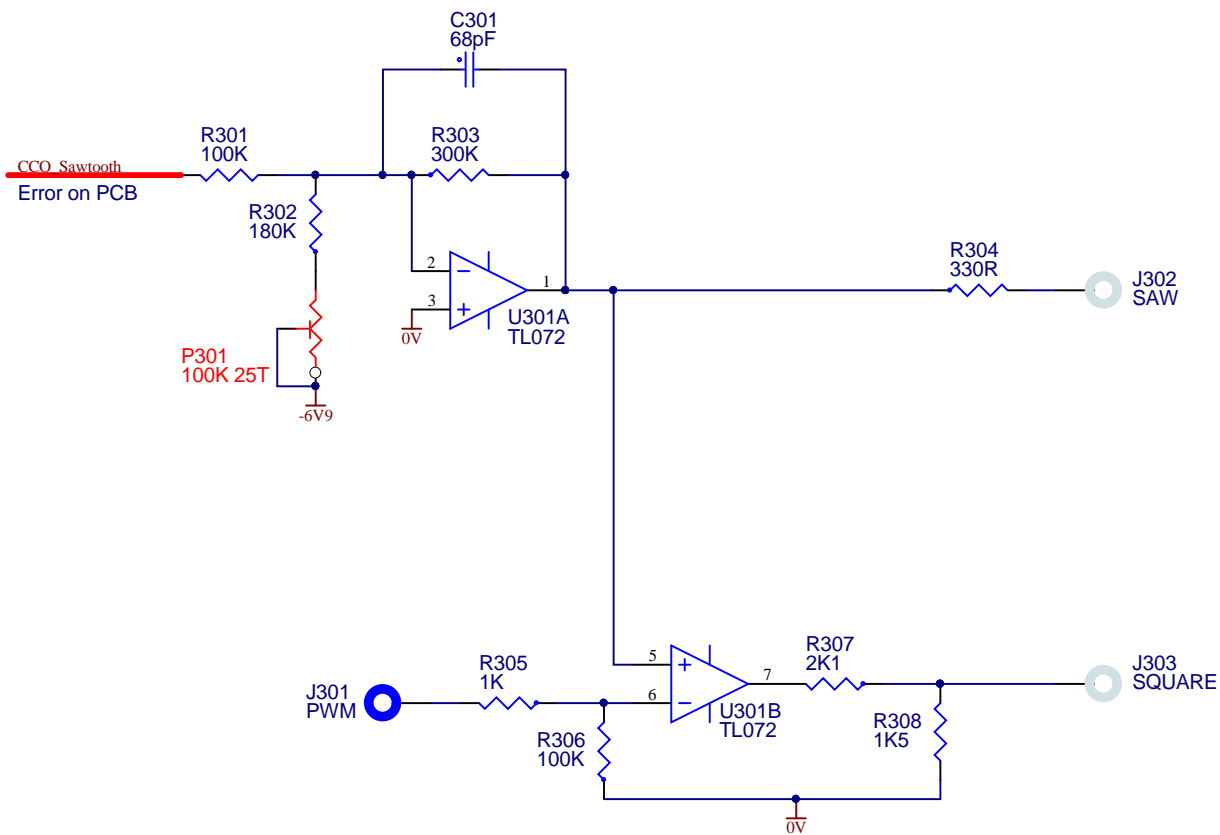 C301
68pF
R301
100K
R303
300K
CCO_Sawtooth
Error on PCB
R302
180K
2
3
1
0V
U301A
TL072
R304
330R
J302
SAW
P301
100K 25T
-6V9
J301
PWM
R305
1K
5
6
7
U301B
TL072
R307
2K1
J303
SQUARE
R306
100K
R308
1K5
0V